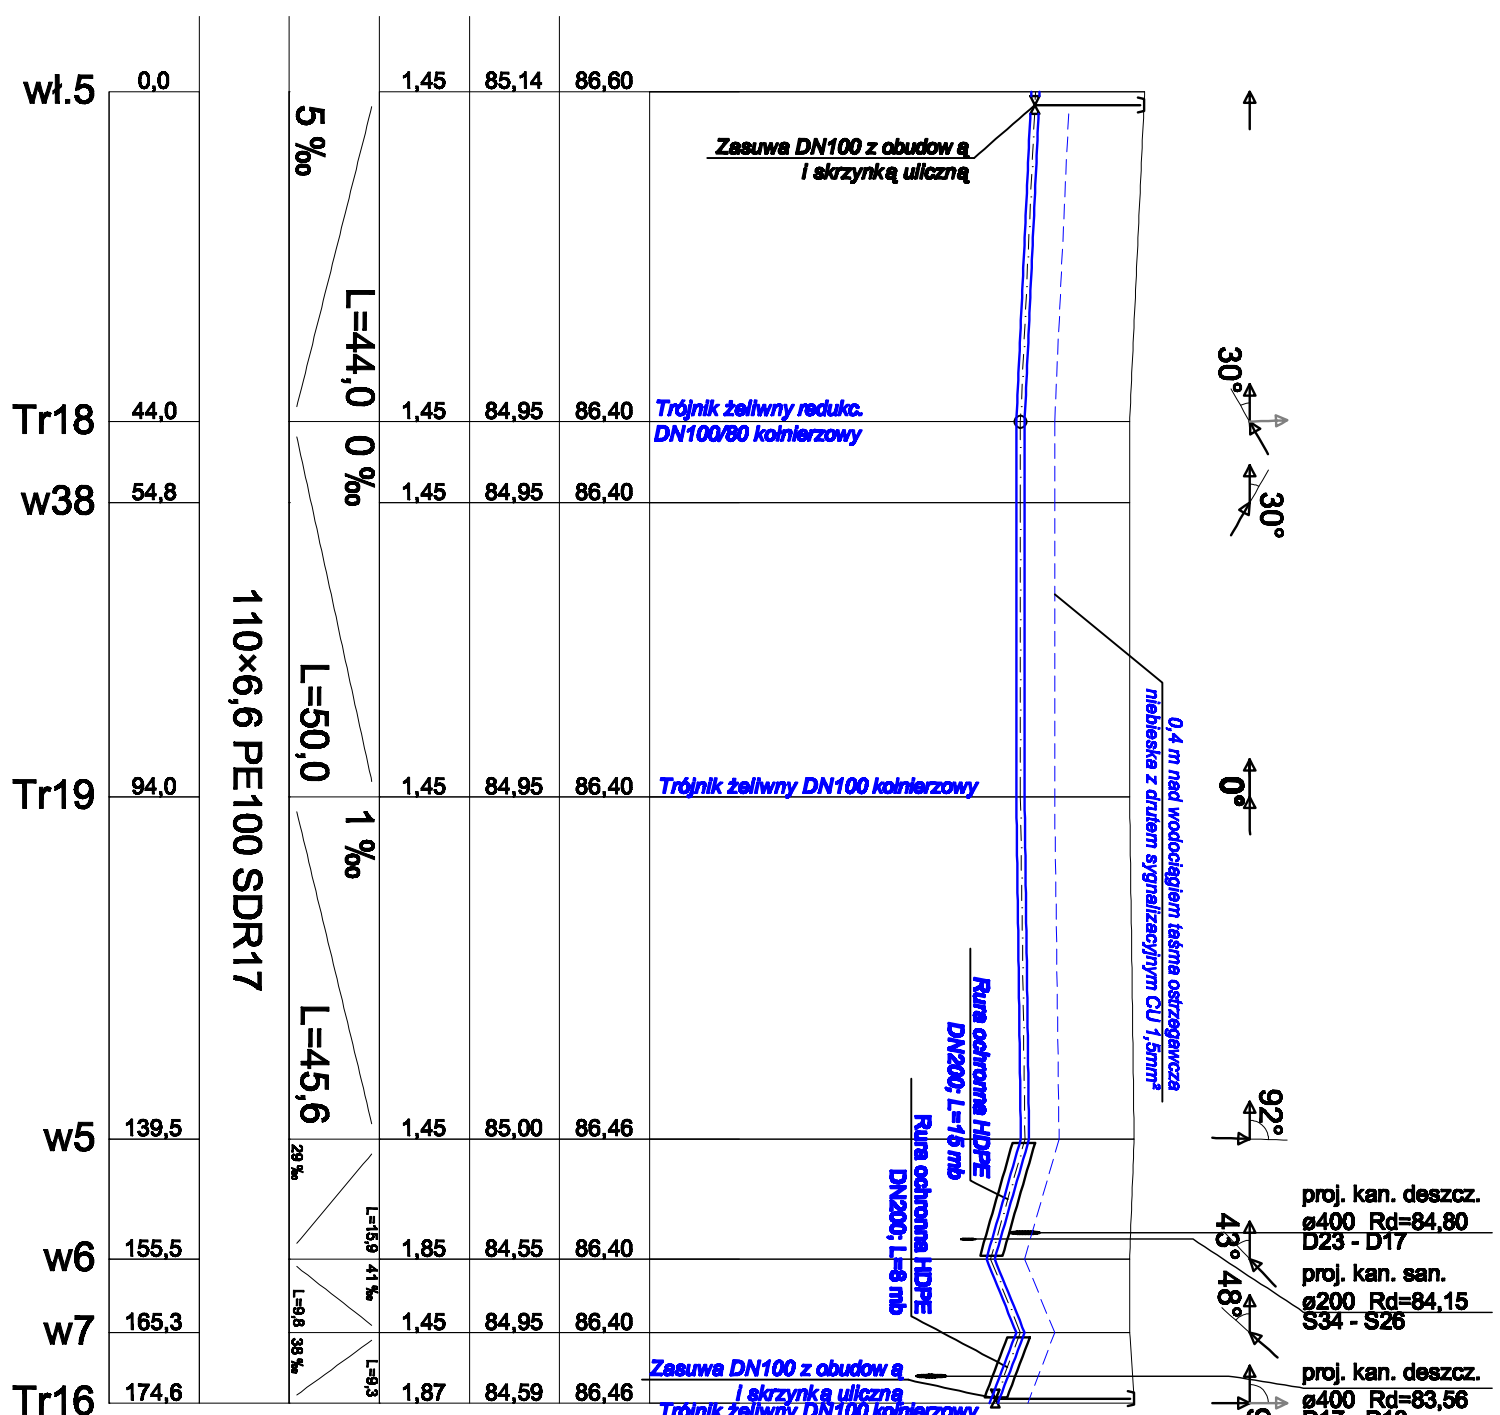 wł.5 0,0 1,45 85,14 86,60
5 ‰
L=44,0
Zasuwa DN100 z obudową
i skrzynką uliczną
30°
Tr18 44,0 1,45 84,95 86,40
Trójnik żeliwny redukc.
DN100/80 kołnierzowy
0 ‰
w38 54,8 1,45 84,95 86,40
30°
110×6,6 PE100 SDR17
L=50,0
0,4 m nad wodociągiem taśma ostrzegawcza
niebieska z drutem sygnalizacyjnym CU 1,5mm²
Tr19 94,0 1,45 84,95 86,40
Trójnik żeliwny DN100 kołnierzowy
0°
1 ‰
L=45,6
Rura ochronna HDPE
DN200; L=15 mb
w5 139,5 1,45 85,00 86,46
92°
29 ‰
L=15,9
Rura ochronna HDPE
DN200; L=8 mb
proj. kan. deszcz.
ø400 Rd=84,80
D23 - D17
w6 155,5 1,85 84,55 86,40
43°
41 ‰
L=9,8
proj. kan. san.
ø200 Rd=84,15
S34 - S26
w7 165,3 1,45 84,95 86,40
48°
38 ‰
L=9,3
Zasuwa DN100 z obudową
i skrzynką uliczną
Tr16 174,6 1,87 84,59 86,46
Trójnik żeliwny DN100 kołnierzowy
proj. kan. deszcz.
ø400 Rd=83,56